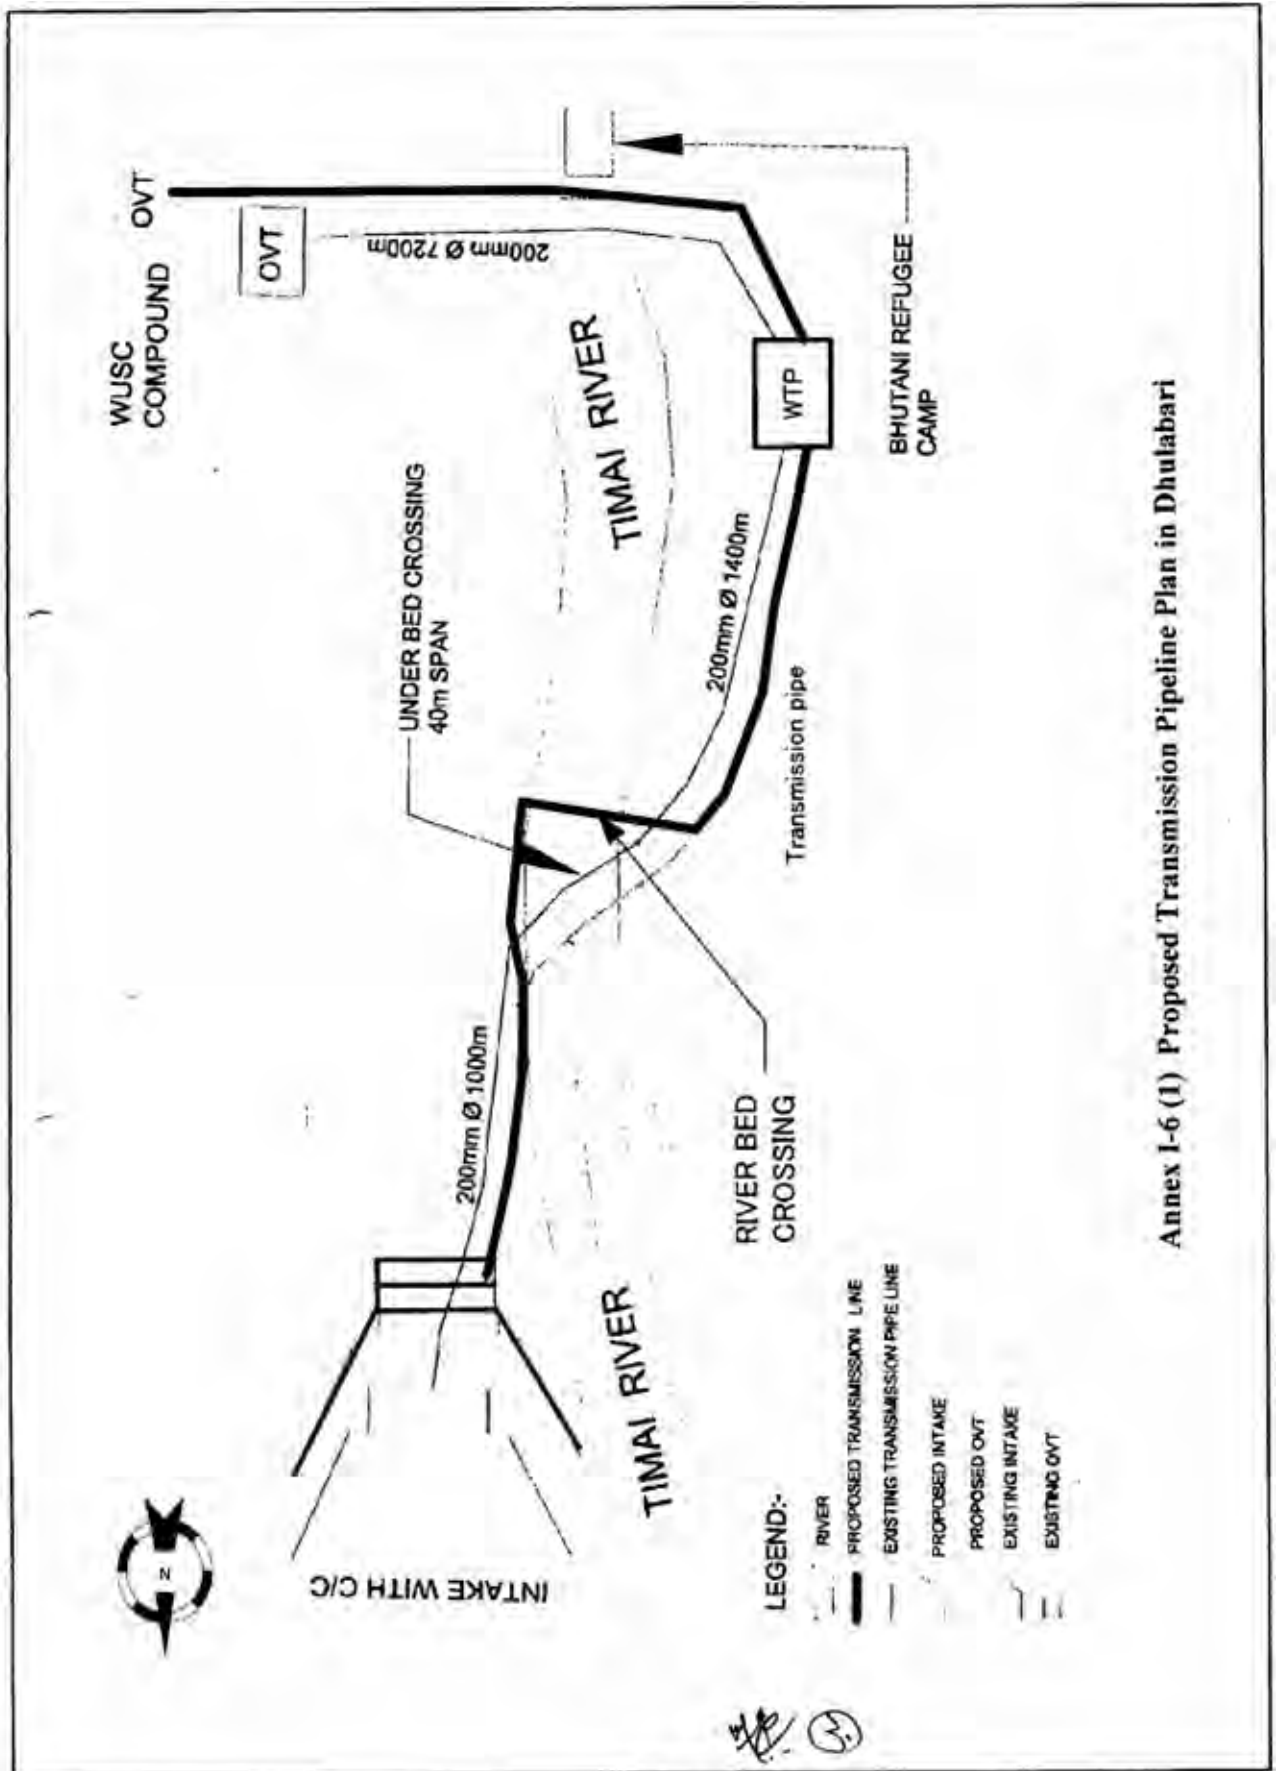 WUSC
COMPOUND
OVT
OVT
200mm Ø 7200m
UNDER BED CROSSING
40m SPAN
TIMAI RIVER
WTP
BHUTANI REFUGEE
CAMP
200mm Ø 1400m
Transmission pipe
200mm Ø 1000m
RIVER BED
CROSSING
TIMAI RIVER
INTAKE WITH C/C
N
LEGEND:-
RIVER
PROPOSED TRANSMISSION LINE
EXISTING TRANSMISSION PIPE LINE
PROPOSED INTAKE
PROPOSED OVT
EXISTING INTAKE
EXISTING OVT
Annex I-6 (1) Proposed Transmission Pipeline Plan in Dhulabari